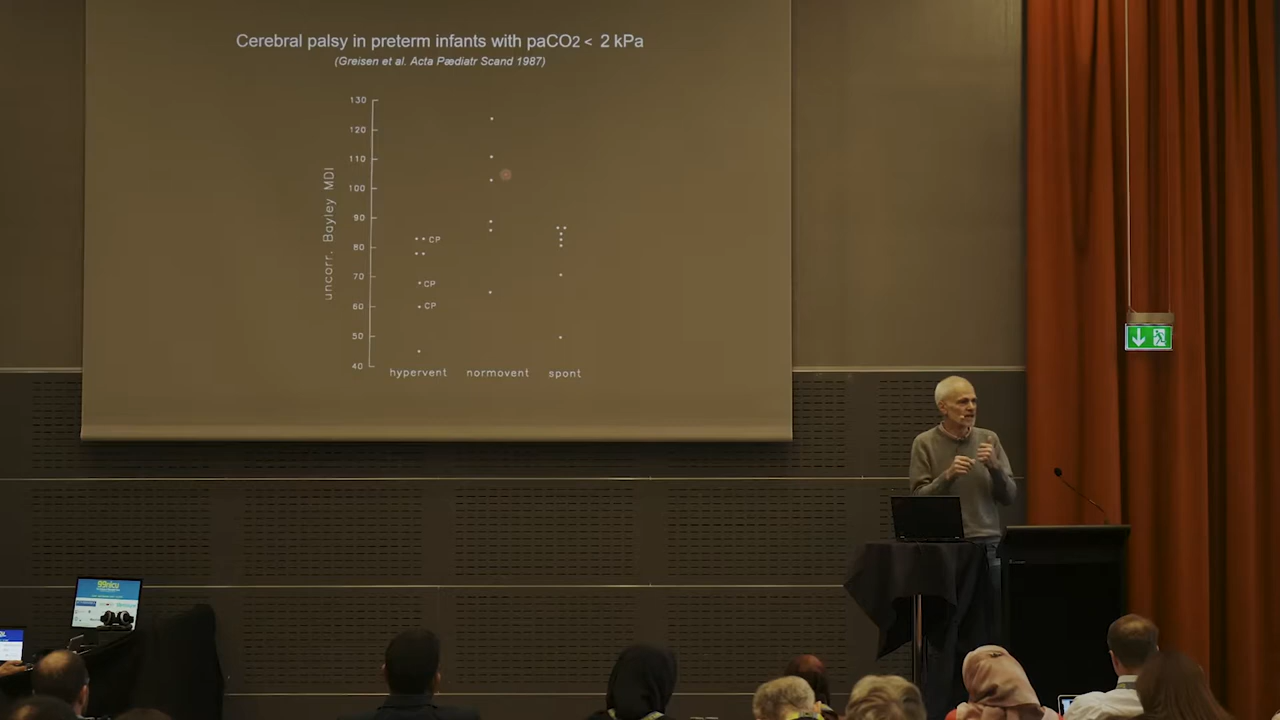 Cerebral palsy in preterm infants with paCO2 < 2 kPa
(Greisen et al. Acta Pædiatr Scand 1987)
130
120
110
100
90
80
70
60
50
40
uncorr. Bayley MDI
CP
CP
CP
hypervent normovent spont
99nicu